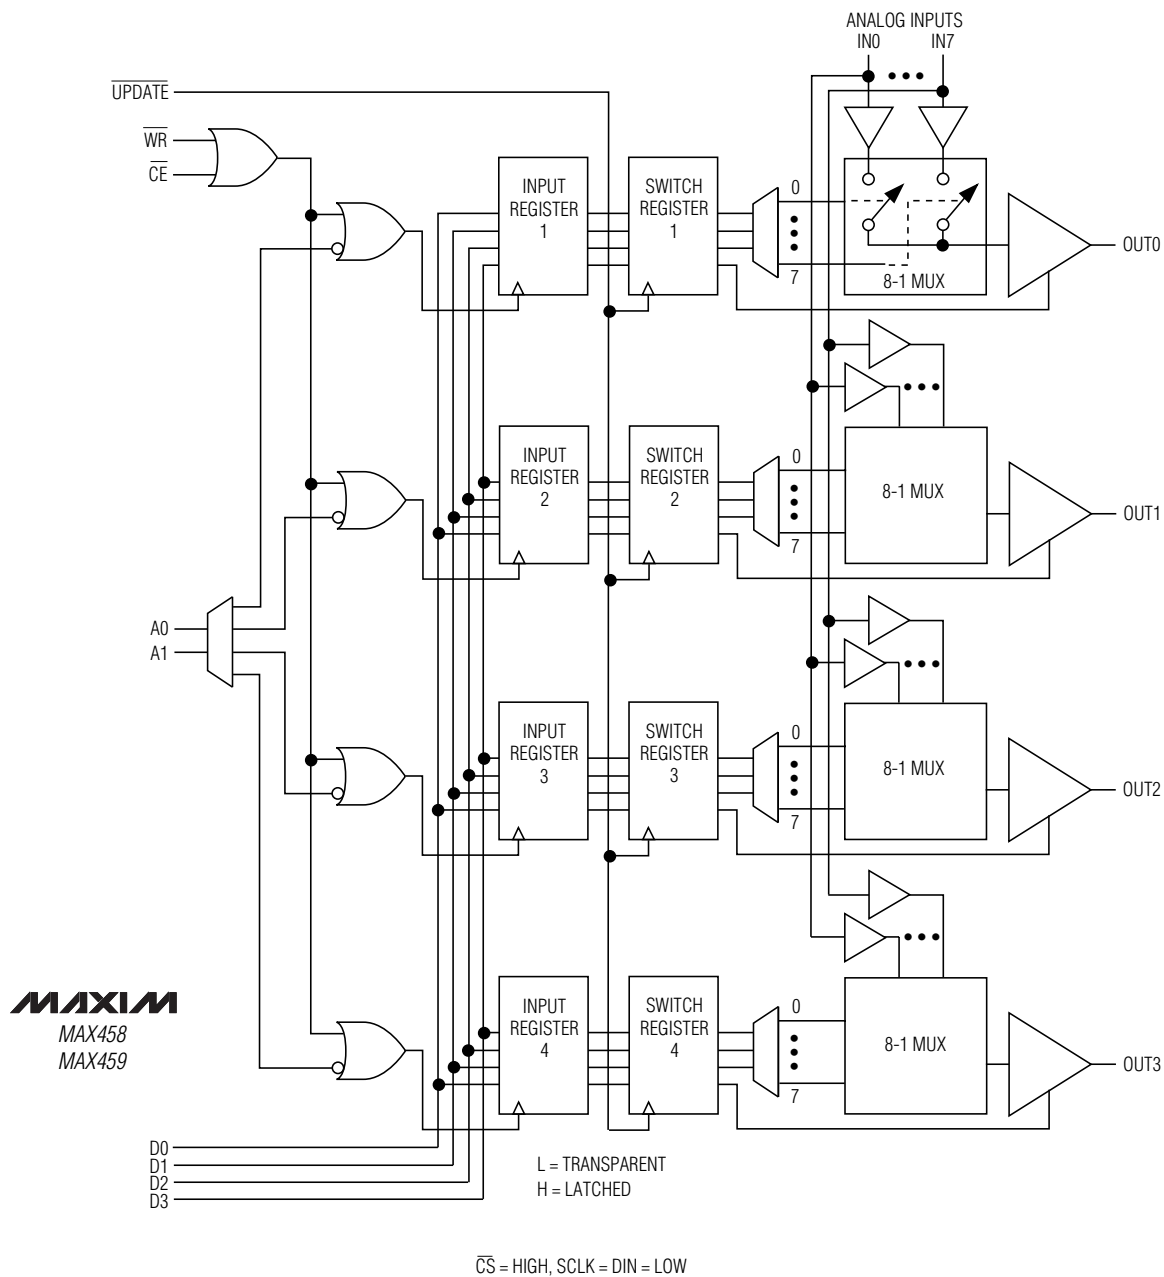 ANALOG INPUTS
IN0 IN7
UPDATE
WR
CE
INPUT REGISTER 1
SWITCH REGISTER 1
0
7
8-1 MUX
OUT0
INPUT REGISTER 2
SWITCH REGISTER 2
0
7
8-1 MUX
OUT1
A0
A1
INPUT REGISTER 3
SWITCH REGISTER 3
0
7
8-1 MUX
OUT2
MAXIM
MAX458
MAX459
INPUT REGISTER 4
SWITCH REGISTER 4
0
7
8-1 MUX
OUT3
D0
D1
D2
D3
L = TRANSPARENT
H = LATCHED
CS = HIGH, SCLK = DIN = LOW